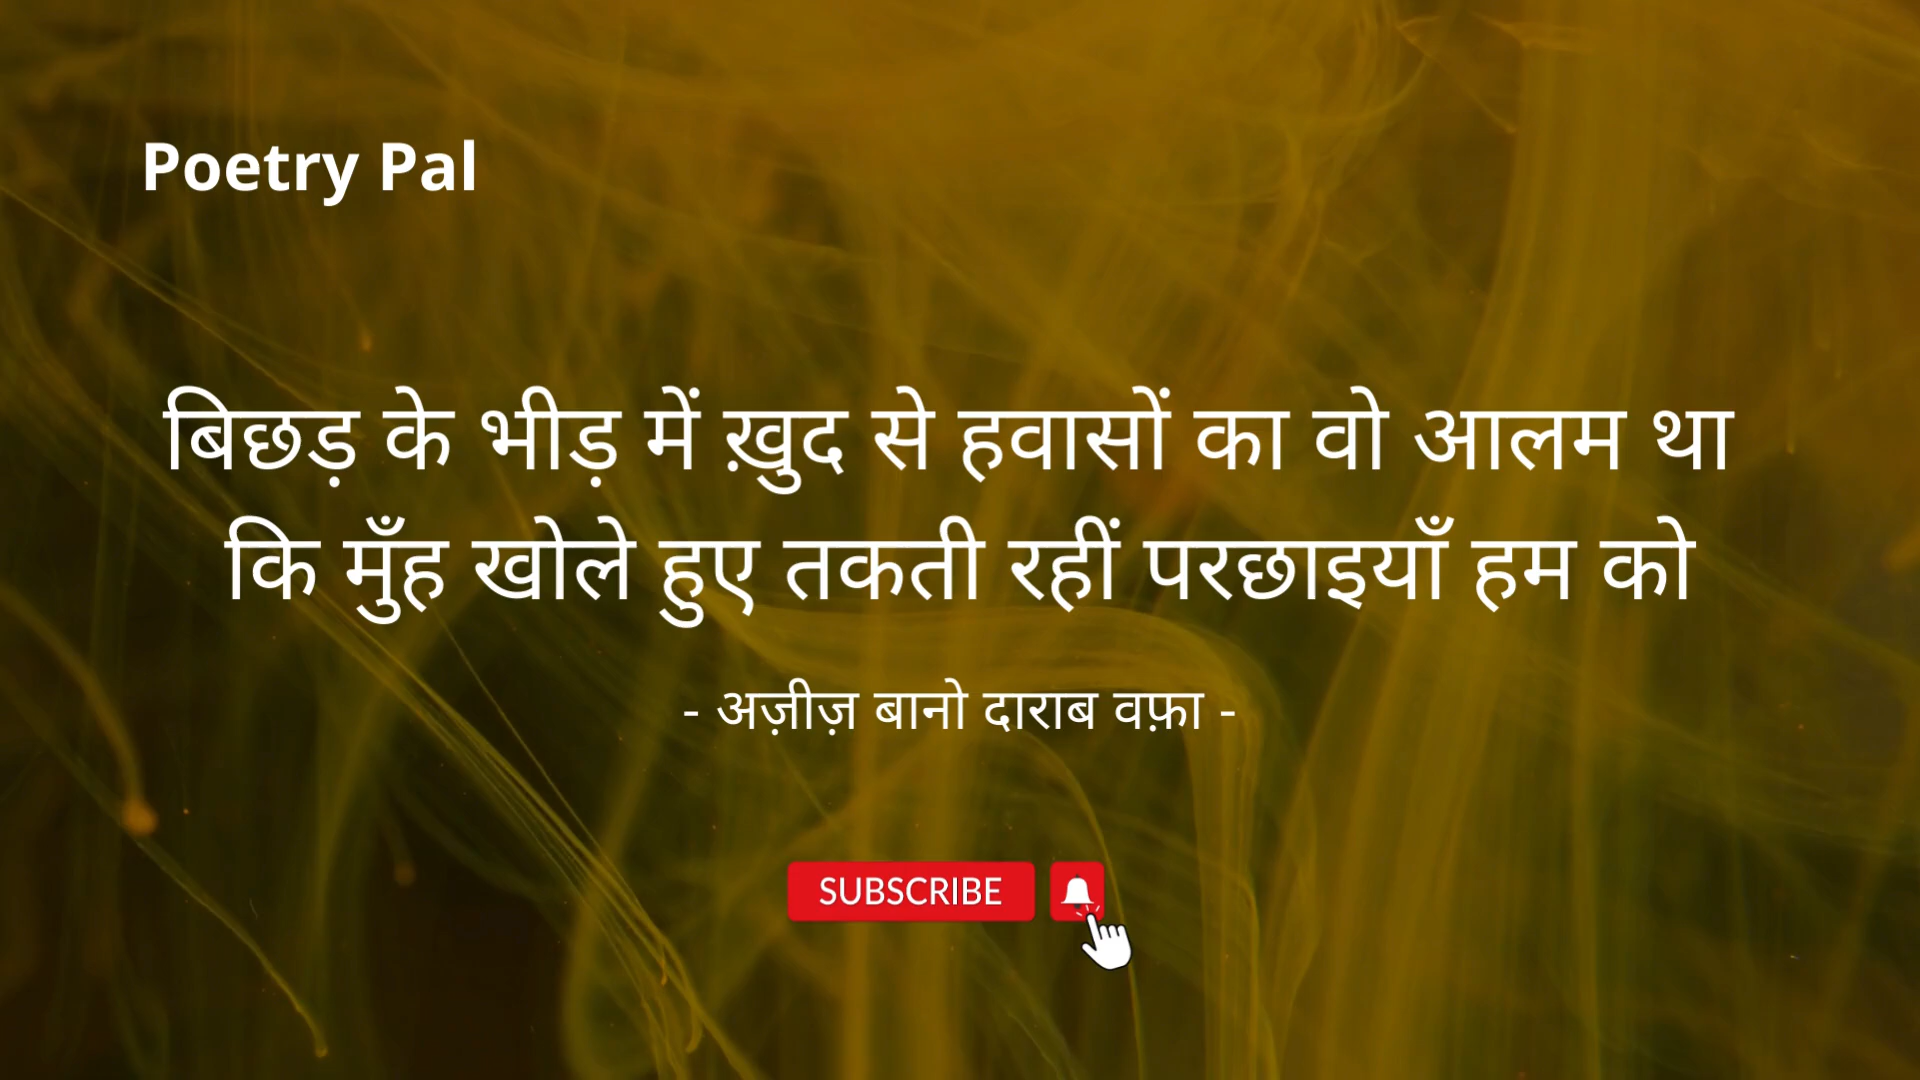 Poetry Pal
बिछड़ के भीड़ में ख़ुद से हवासों का वो आलम था
कि मुँह खोले हुए तकती रहीं परछाइयाँ हम को
- अज़ीज़ बानो दाराब वफ़ा -
SUBSCRIBE